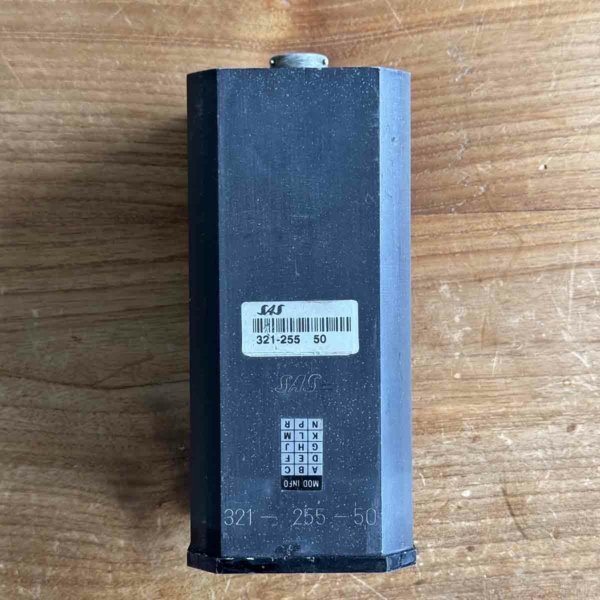 SAS
321-255 50
SAS
MOD INFO
A B C
D E F
G H J
K L M
N P R
321- 255 -50